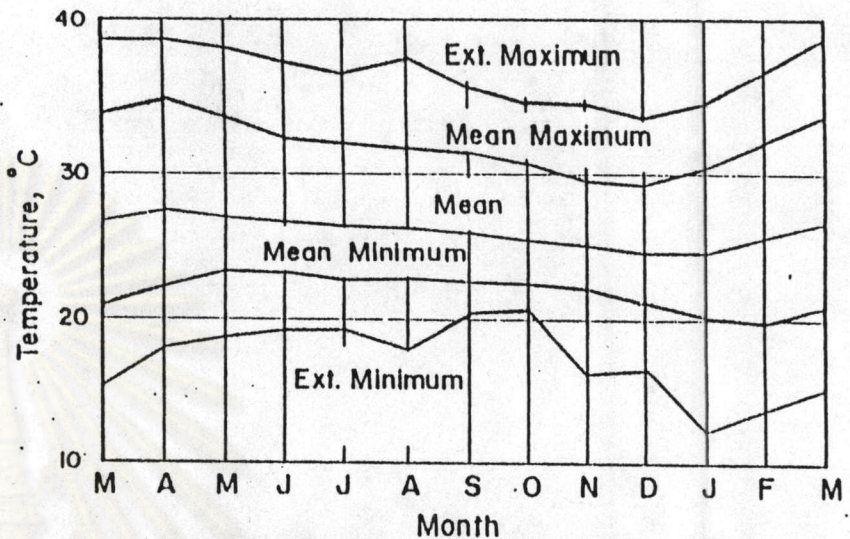 40
Ext. Maximum
Mean Maximum
30
Mean
Mean Minimum
20
Ext. Minimum
10
Temperature, °C
M A M J J A S O N D J F M
Month